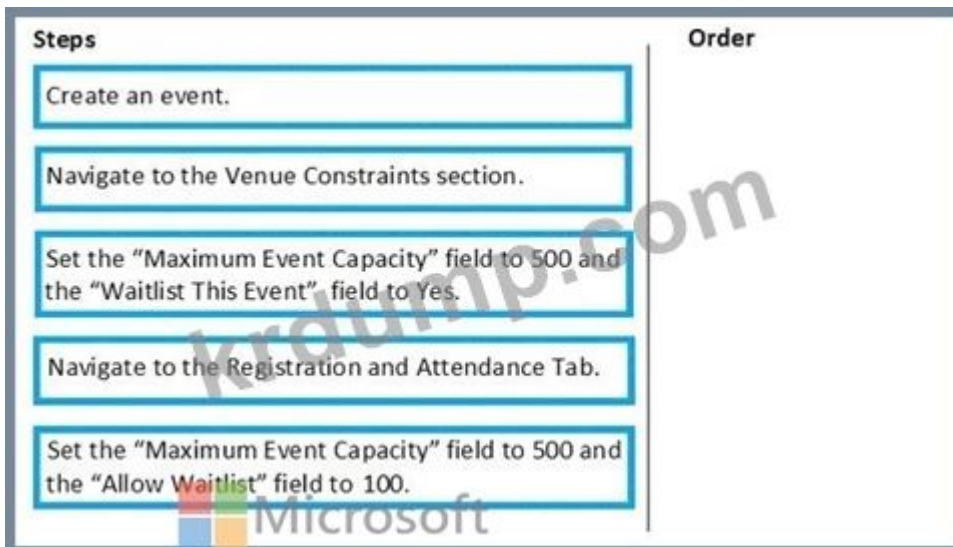 Steps
Order
Create an event.
Navigate to the Venue Constraints section.
Set the “Maximum Event Capacity” field to 500 and
the “Waitlist This Event” field to Yes.
Navigate to the Registration and Attendance Tab.
Set the “Maximum Event Capacity” field to 500 and
the “Allow Waitlist” field to 100.
krdump.com
Microsoft